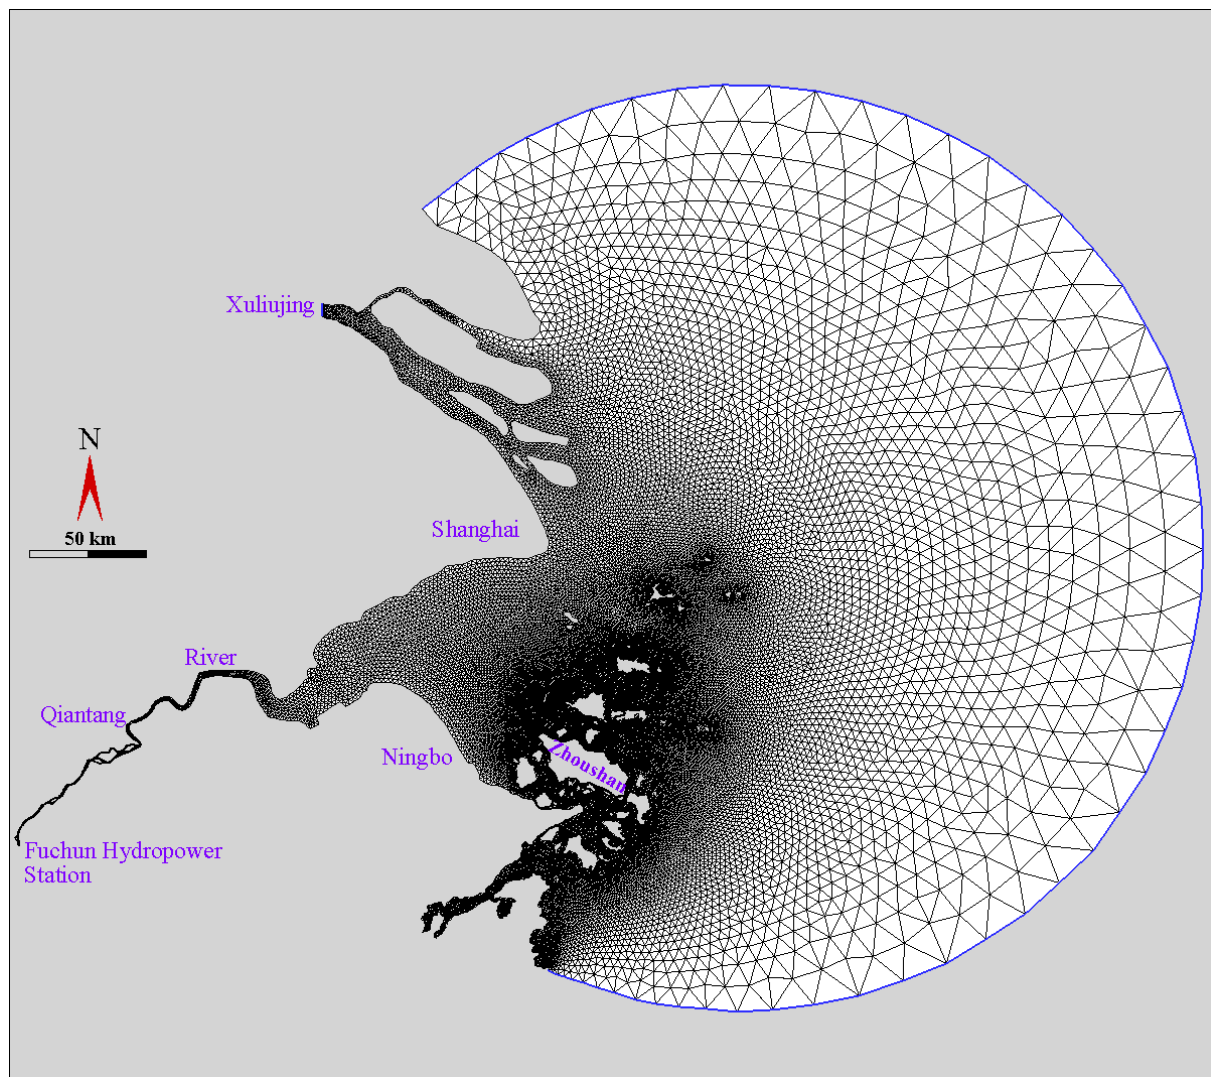 Xuliujing
N
50 km
Shanghai
River
Qiantang
Ningbo
Zhoushan
Fuchun Hydropower
Station